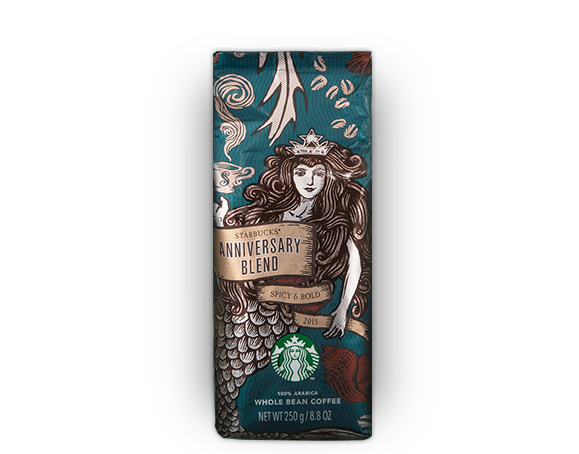 STARBUCKS®
ANNIVERSARY
BLEND
SPICY & BOLD
2015
100% ARABICA
WHOLE BEAN COFFEE
NET WT 250 g / 8.8 OZ